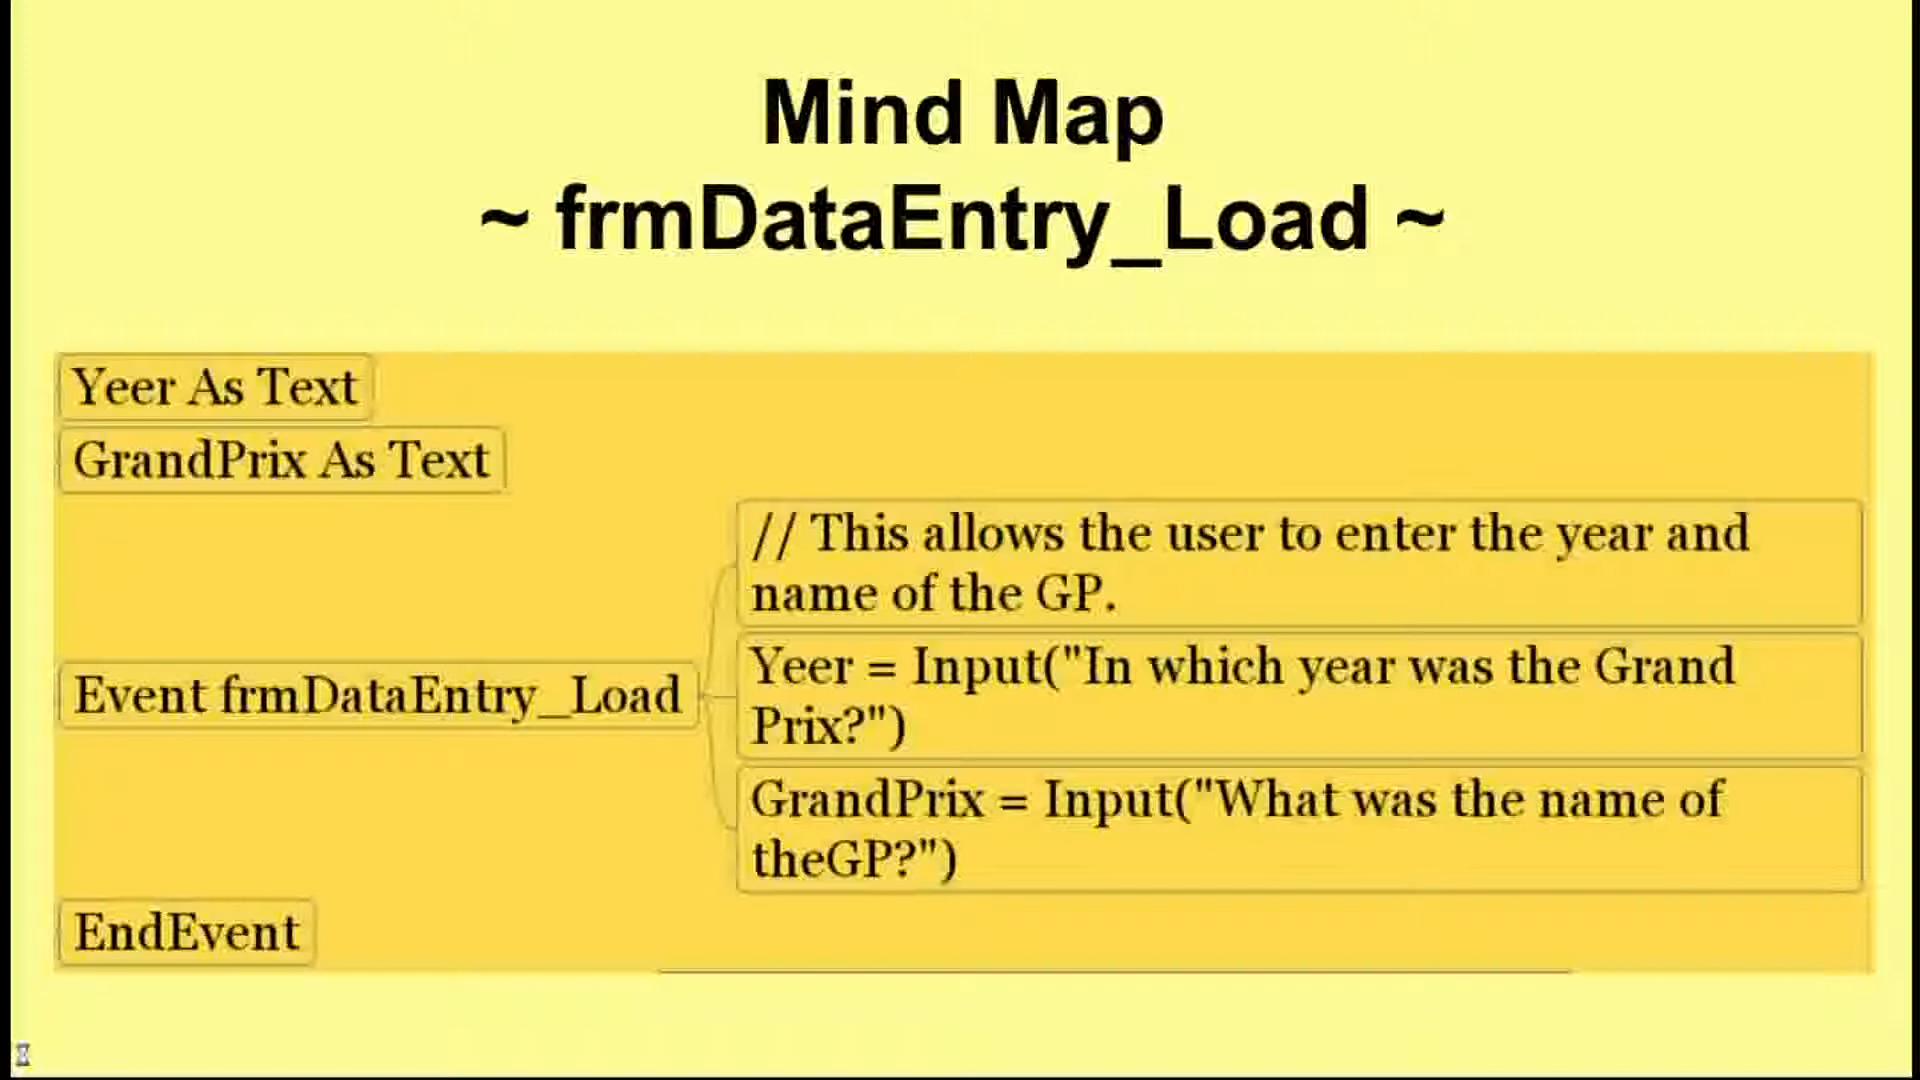 Mind Map
~ frmDataEntry_Load ~
Yeer As Text
GrandPrix As Text
// This allows the user to enter the year and
name of the GP.
Event frmDataEntry_Load
Yeer = Input("In which year was the Grand
Prix?")
GrandPrix = Input("What was the name of
theGP?")
EndEvent